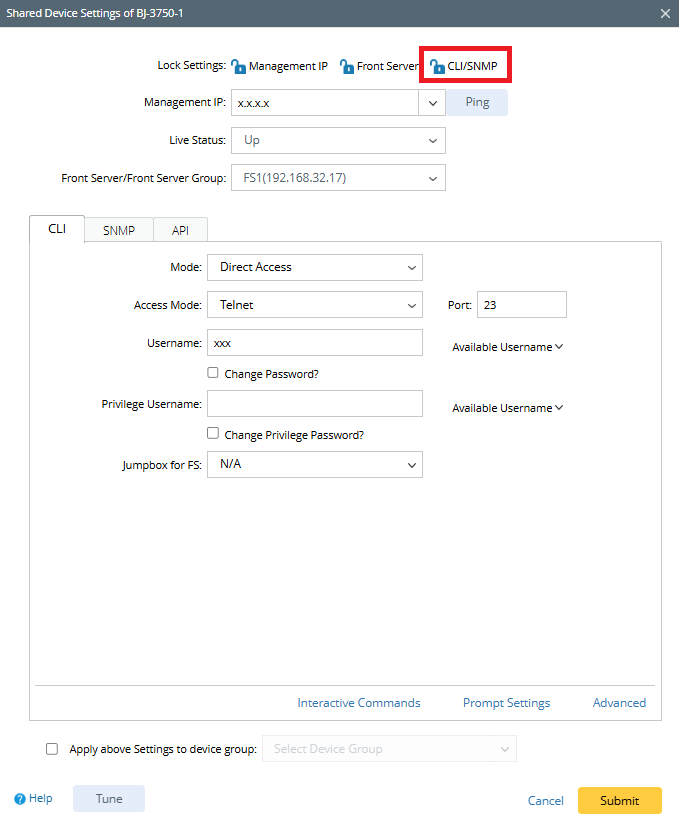 Shared Device Settings of BJ-3750-1
Lock Settings: Management IP Front Server CLI/SNMP
Management IP: x.x.x.x Ping
Live Status: Up
Front Server/Front Server Group: FS1(192.168.32.17)
CLI SNMP API
Mode: Direct Access
Access Mode: Telnet Port: 23
Username: xxx Available Username
Change Password?
Privilege Username: Available Username
Change Privilege Password?
Jumpbox for FS: N/A
Interactive Commands Prompt Settings Advanced
Apply above Settings to device group: Select Device Group
Help Tune Cancel Submit